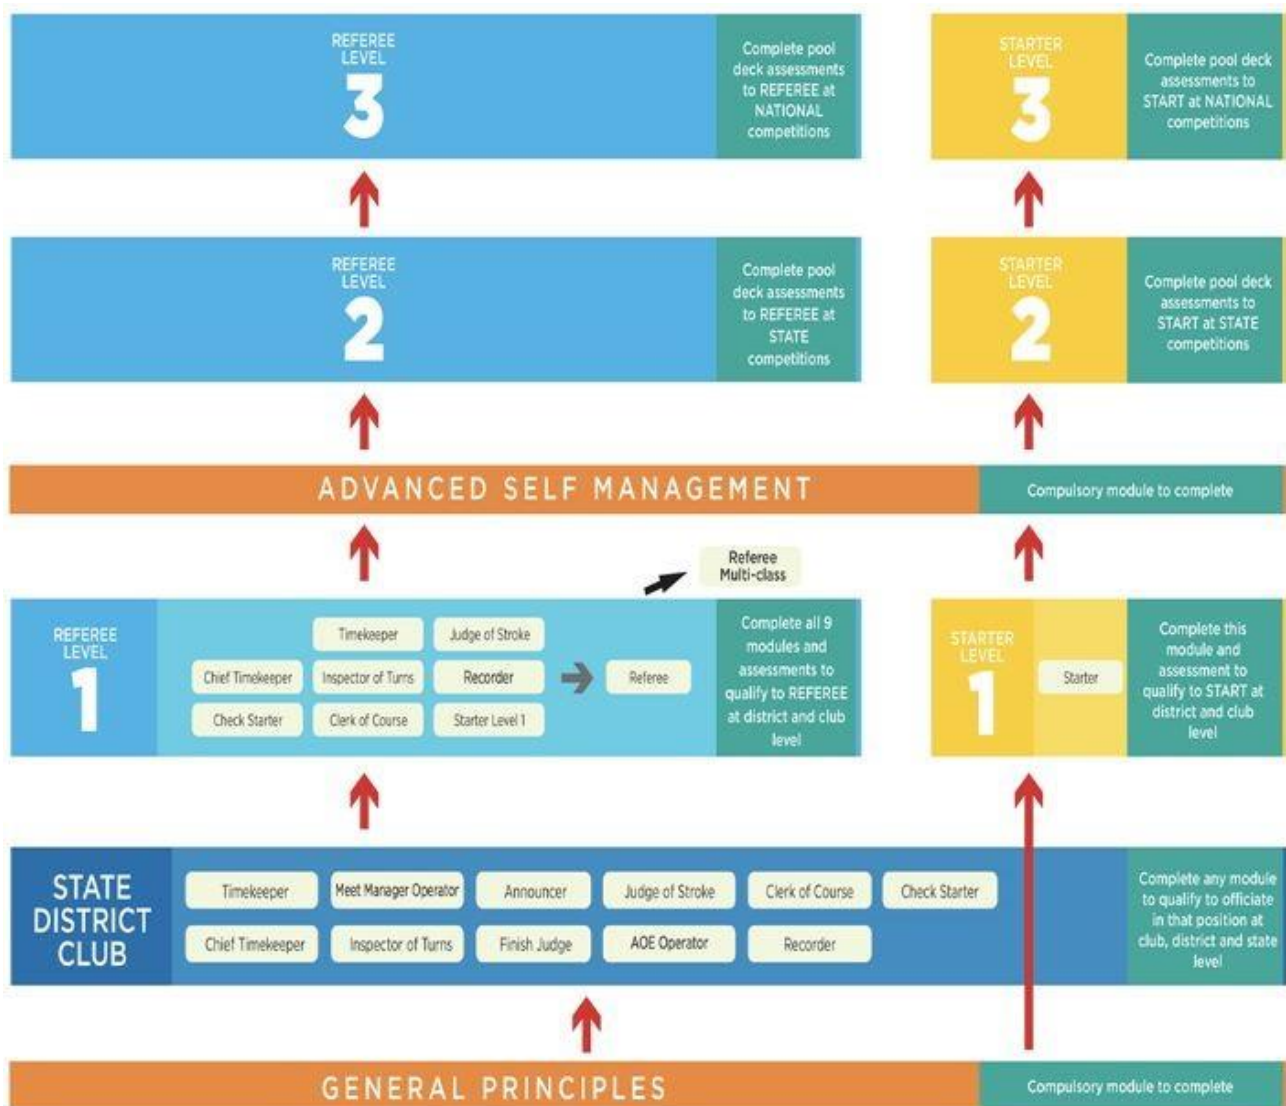 REFEREE
LEVEL
3
Complete pool
deck assessments
to REFEREE at
NATIONAL
competitions
STARTER
LEVEL
3
Complete pool deck
assessments to
START at NATIONAL
competitions
REFEREE
LEVEL
2
Complete pool
deck assessments
to REFEREE at
STATE
competitions
STARTER
LEVEL
2
Complete pool deck
assessments to
START at STATE
competitions
ADVANCED SELF MANAGEMENT
Compulsory module to complete
Referee
Multi-class
REFEREE
LEVEL
1
Timekeeper
Judge of Stroke
Chief Timekeeper
Inspector of Turns
Recorder
Check Starter
Clerk of Course
Starter Level 1
Referee
Complete all 9
modules and
assessments to
qualify to REFEREE
at district and club
level
STARTER
LEVEL
1
Starter
Complete this
module and
assessment to
qualify to START at
district and club
level
STATE
DISTRICT
CLUB
Timekeeper
Meet Manager Operator
Announcer
Judge of Stroke
Clerk of Course
Check Starter
Chief Timekeeper
Inspector of Turns
Finish Judge
AOE Operator
Recorder
Complete any module
to qualify to officiate
in that position at
club, district and state
level
GENERAL PRINCIPLES
Compulsory module to complete